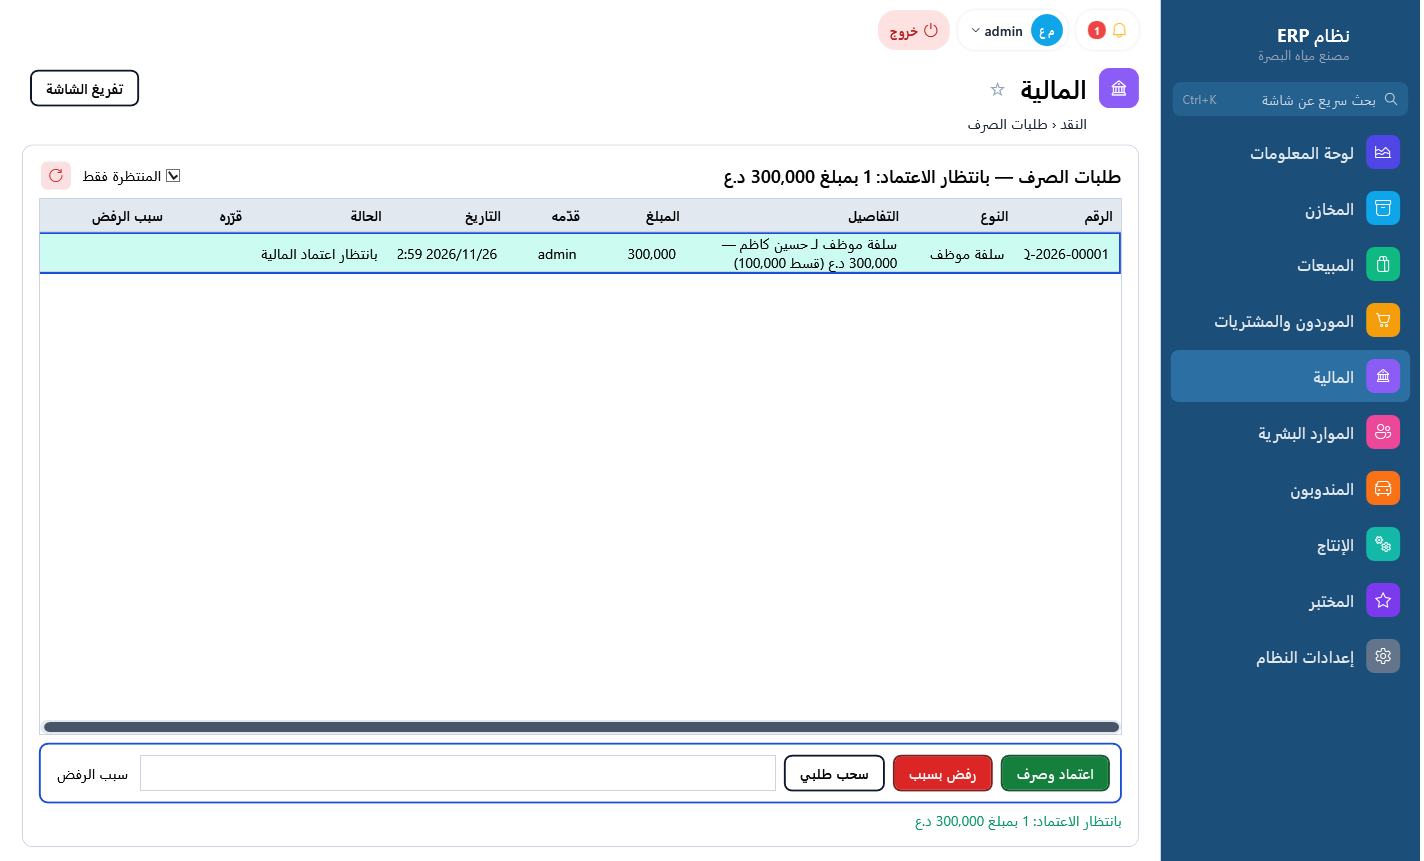 نظام ERP
مصنع مياه البصرة
بحث سريع عن شاشة
Ctrl+K
لوحة المعلومات
المخازن
المبيعات
الموردون والمشتريات
المالية
الموارد البشرية
المندوبون
الإنتاج
المختبر
إعدادات النظام
1
م ع admin
خروج
المالية
النقد › طلبات الصرف
تفريغ الشاشة
طلبات الصرف — بانتظار الاعتماد: 1 بمبلغ 300,000 د.ع
المنتظرة فقط
الرقم النوع التفاصيل المبلغ قدّمه التاريخ الحالة قرّره سبب الرفض
-2026-00001 سلفة موظف سلفة موظف لـ حسين كاظم — 300,000 admin 2026/11/26 2:59 بانتظار اعتماد المالية
300,000 د.ع (قسط 100,000)
اعتماد وصرف
رفض بسبب
سحب طلبي
سبب الرفض
بانتظار الاعتماد: 1 بمبلغ 300,000 د.ع